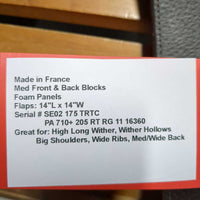 Made in France
Med Front & Back Blocks
Foam Panels
Flaps: 14"L x 14"W
Serial # SE02 175 TRTC
PA 710+ 205 RT RG 11 16360
Great for: High Long Wither, Wither Hollows
Big Shoulders, Wide Ribs, Med/Wide Back